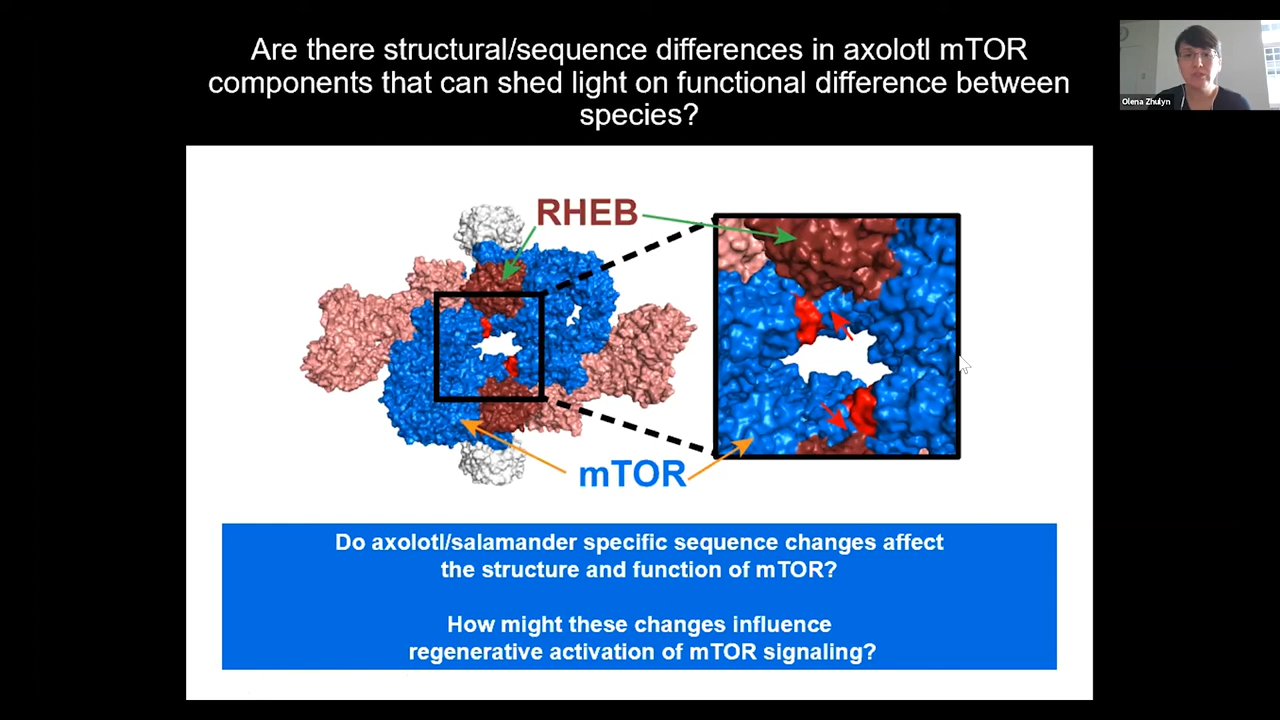 Are there structural/sequence differences in axolotl mTOR
components that can shed light on functional difference between
species?
Olena Zhulyn
RHEB
mTOR
Do axolotl/salamander specific sequence changes affect
the structure and function of mTOR?
How might these changes influence
regenerative activation of mTOR signaling?